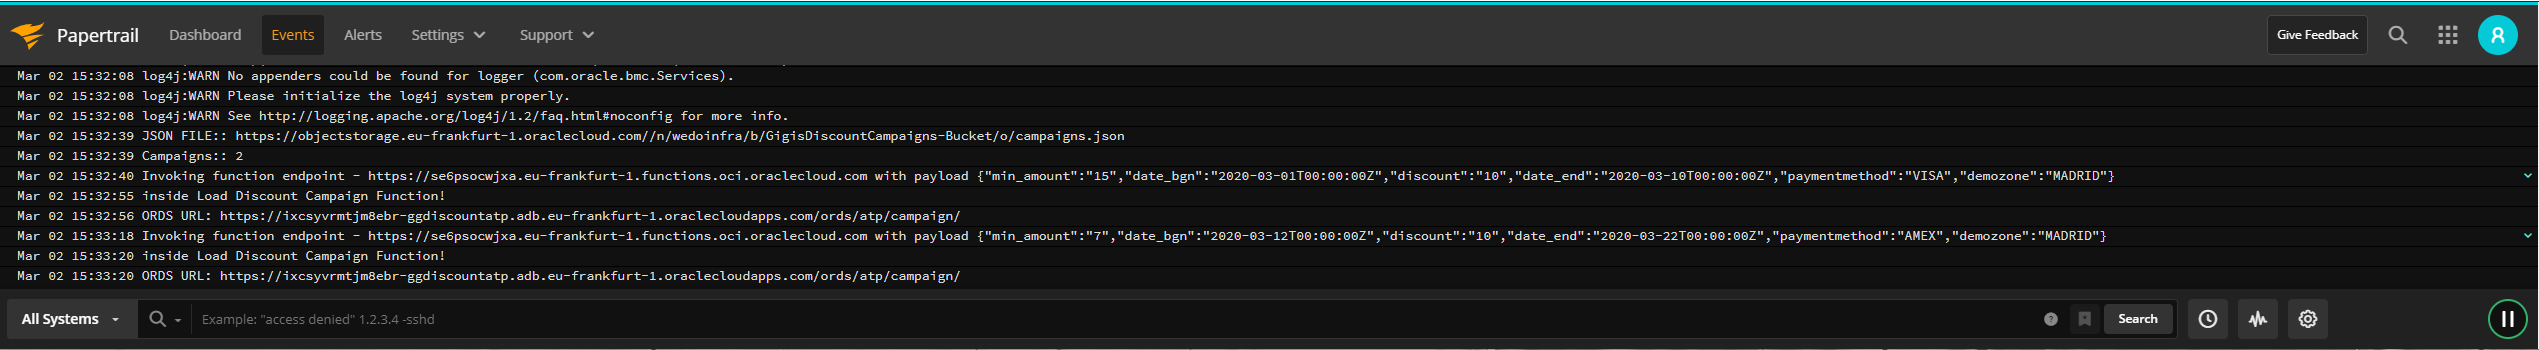 Papertrail Dashboard Events Alerts Settings Support Give Feedback
Mar 02 15:32:08 log4j:WARN No appenders could be found for logger (com.oracle.bmc.Services).
Mar 02 15:32:08 log4j:WARN Please initialize the log4j system properly.
Mar 02 15:32:08 log4j:WARN See http://logging.apache.org/log4j/1.2/faq.html#noconfig for more info.
Mar 02 15:32:39 JSON FILE:: https://objectstorage.eu-frankfurt-1.oraclecloud.com//n/wedoinfra/b/GigisDiscountCampaigns-Bucket/o/campaigns.json
Mar 02 15:32:39 Campaigns:: 2
Mar 02 15:32:40 Invoking function endpoint - https://se6psocwjxa.eu-frankfurt-1.functions.oci.oraclecloud.com with payload {"min_amount":"15","date_bgn":"2020-03-01T00:00:00Z","discount":"10","date_end":"2020-03-10T00:00:00Z","paymentmethod":"VISA","demozone":"MADRID"}
Mar 02 15:32:55 inside Load Discount Campaign Function!
Mar 02 15:32:56 ORDS URL: https://ixcsyvrmtjm8ebr-ggdiscountatp.adb.eu-frankfurt-1.oraclecloudapps.com/ords/atp/campaign/
Mar 02 15:33:18 Invoking function endpoint - https://se6psocwjxa.eu-frankfurt-1.functions.oci.oraclecloud.com with payload {"min_amount":"7","date_bgn":"2020-03-12T00:00:00Z","discount":"10","date_end":"2020-03-22T00:00:00Z","paymentmethod":"AMEX","demozone":"MADRID"}
Mar 02 15:33:20 inside Load Discount Campaign Function!
Mar 02 15:33:20 ORDS URL: https://ixcsyvrmtjm8ebr-ggdiscountatp.adb.eu-frankfurt-1.oraclecloudapps.com/ords/atp/campaign/
All Systems Example: "access denied" 1.2.3.4 -sshd Search